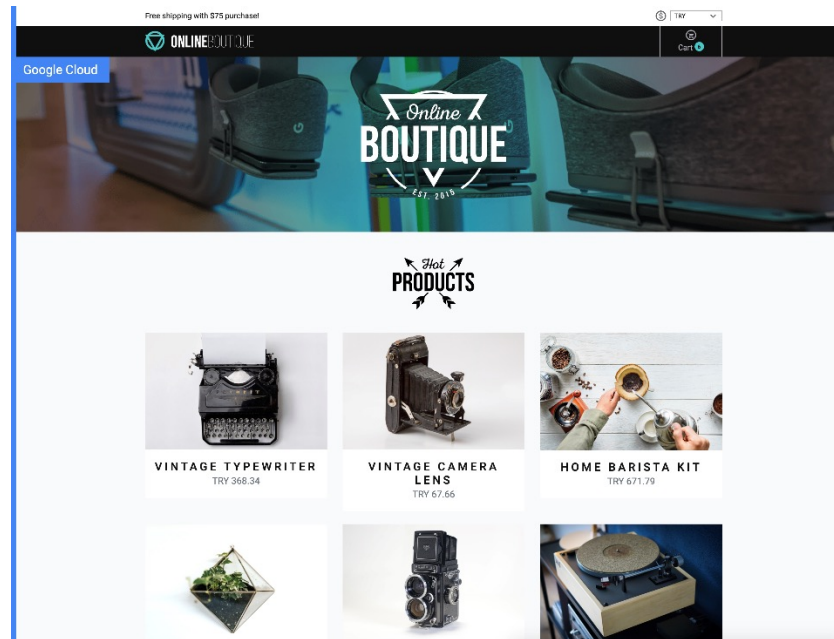 Free shipping with $75 purchase!
$ TRY
ONLINEBOUTIQUE
Cart
Google Cloud
Online
BOUTIQUE
EST. 2015
Hot
PRODUCTS
VINTAGE TYPEWRITER
TRY 368.34
VINTAGE CAMERA
LENS
TRY 67.66
HOME BARISTA KIT
TRY 671.79